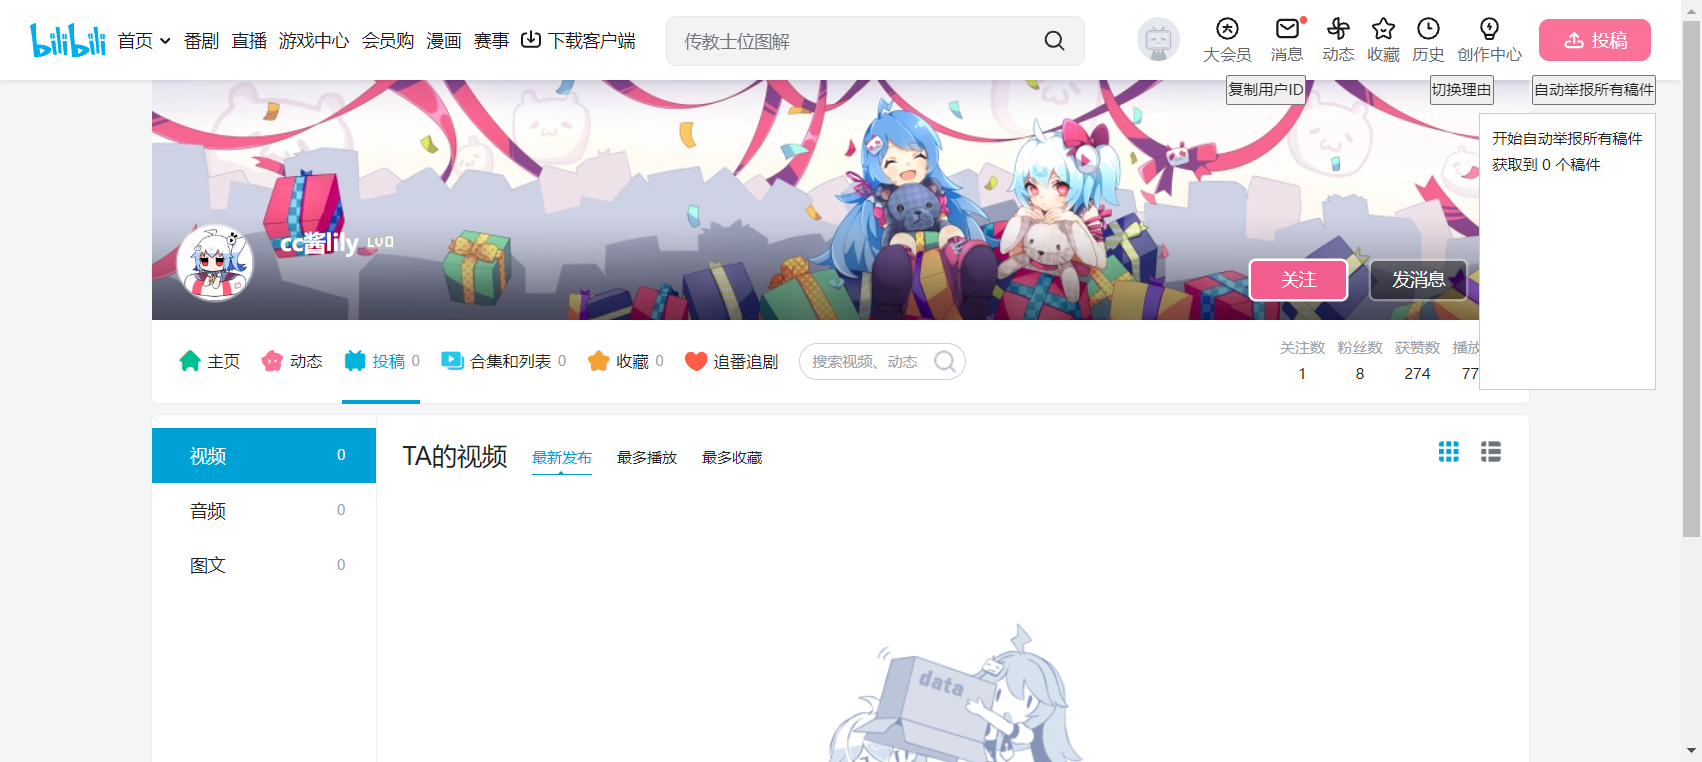 bilibili 首页 番剧 直播 游戏中心 会员购 漫画 赛事 下载客户端 传教士位图解 大会员 消息 动态 收藏 历史 创作中心 投稿
复制用户ID 切换理由 自动举报所有稿件
开始自动举报所有稿件
获取到 0 个稿件
cc酱lily LV0
关注 发消息
主页 动态 投稿 0 合集和列表 0 收藏 0 追番追剧 搜索视频、动态
关注数 粉丝数 获赞数 播放
1 8 274 77
视频 0
音频 0
图文 0
TA的视频 最新发布 最多播放 最多收藏
data